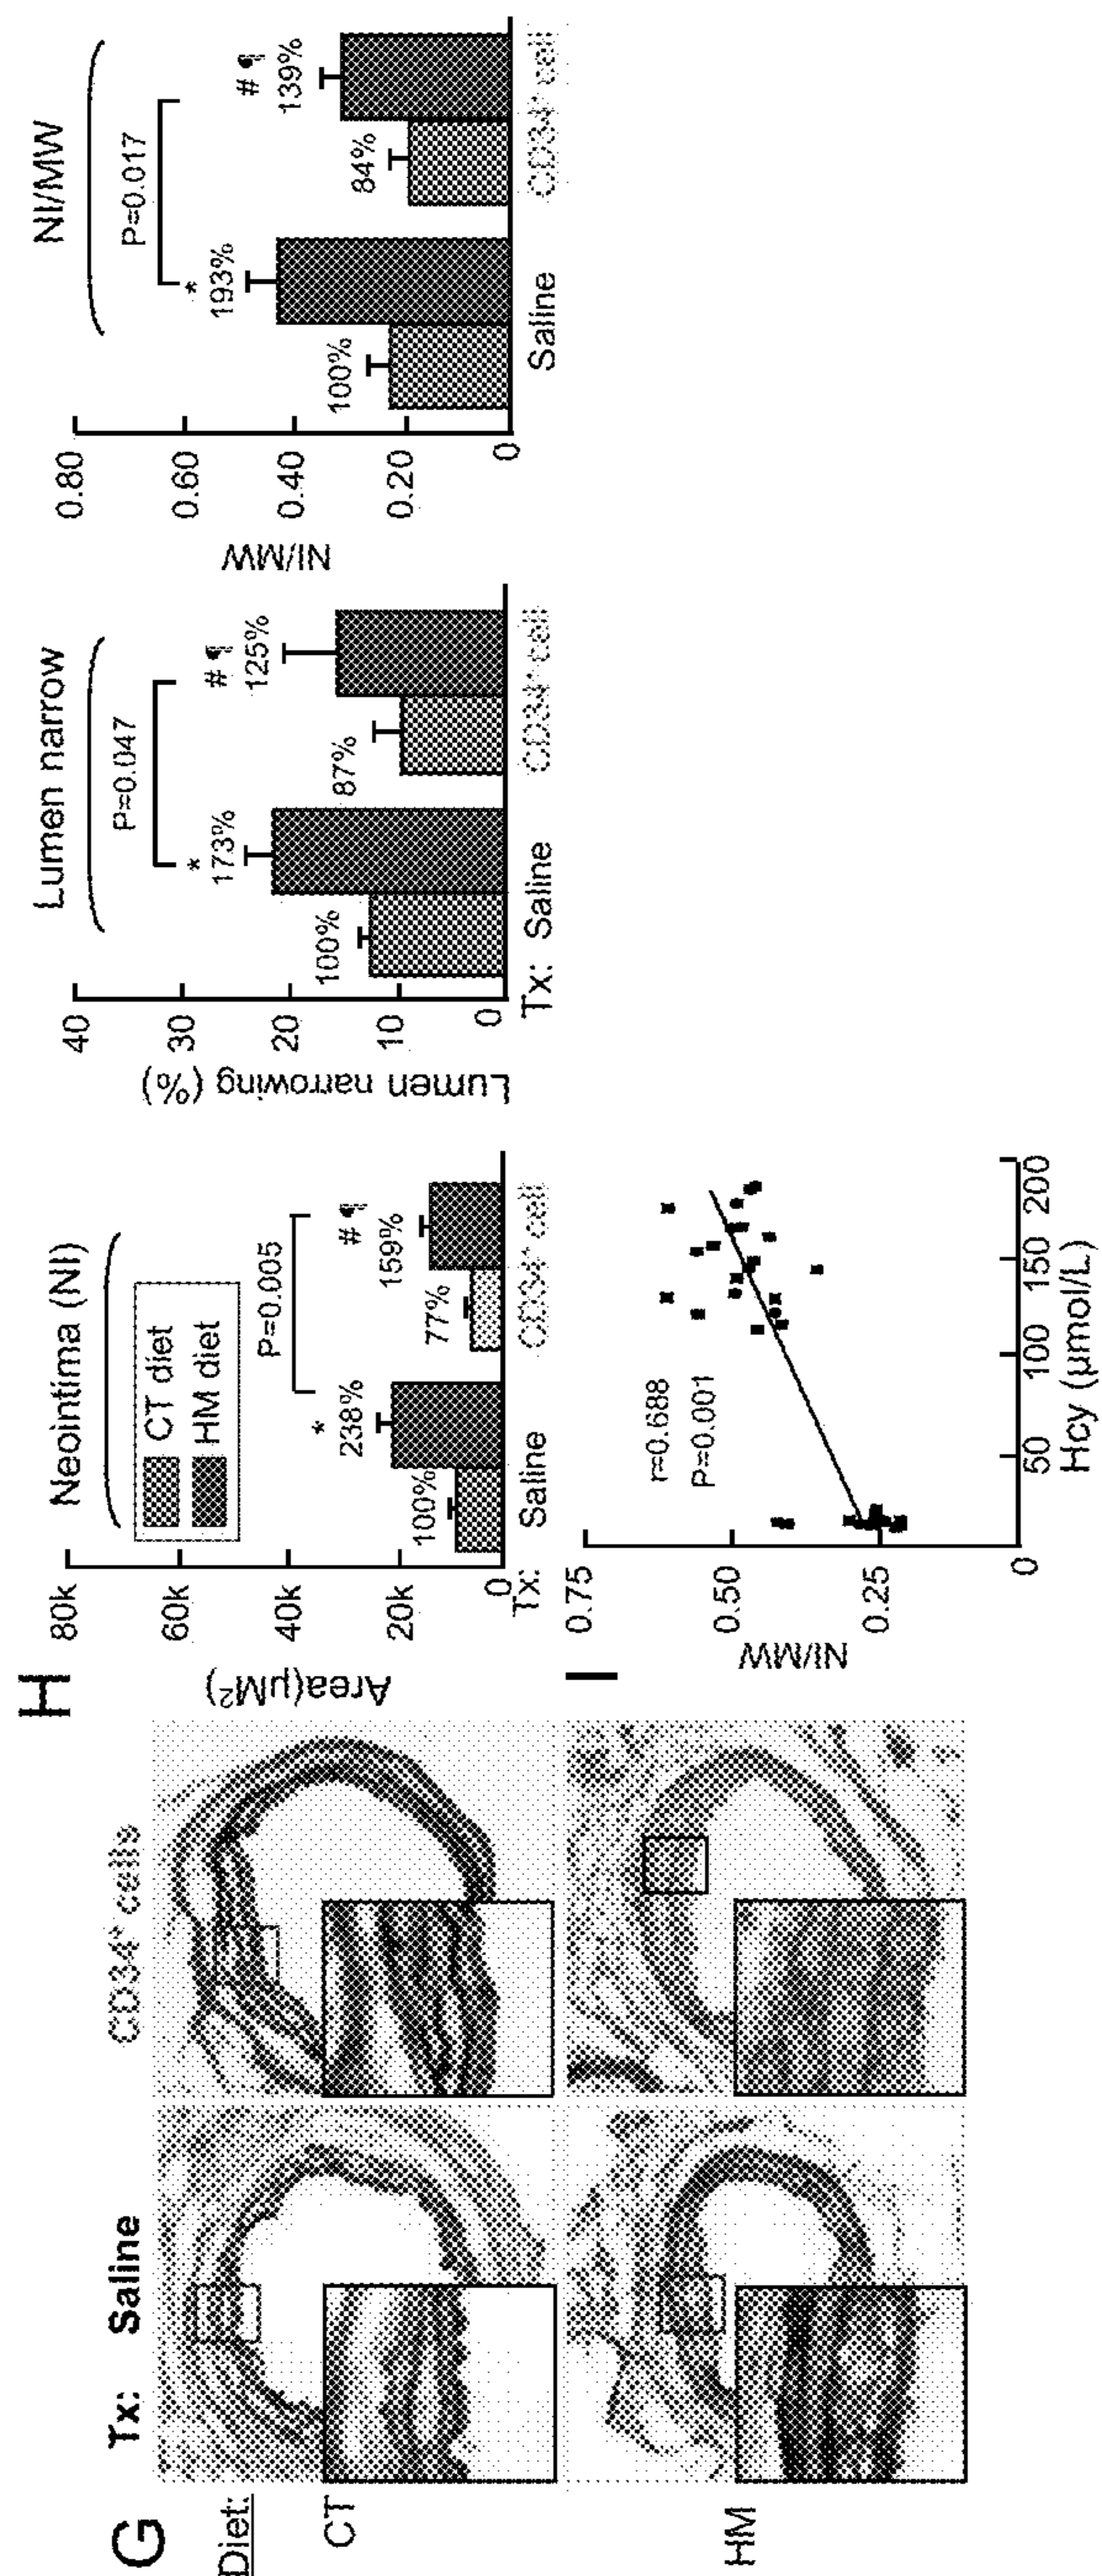 G
Tx: Saline
CD34⁺ cells
Diet:
CT
HM
H
Neointima (NI)
CT diet
HM diet
P=0.005
Area(μM²)
80k
60k
40k
20k
0
100%
*
238%
77%
# ¶
159%
Tx:
Saline
CD34⁺ cell
Lumen narrow
P=0.047
Lumen narrowing (%)
40
30
20
10
0
100%
*
173%
87%
# ¶
125%
Tx: Saline
CD34⁺ cell
NI/MW
P=0.017
NI/MW
0.80
0.60
0.40
0.20
0
100%
*
193%
84%
# ¶
139%
Saline
CD34⁺ cell
I
r=0.688
P=0.001
NI/MW
0.75
0.50
0.25
0
50 100 150 200
Hcy (μmol/L)